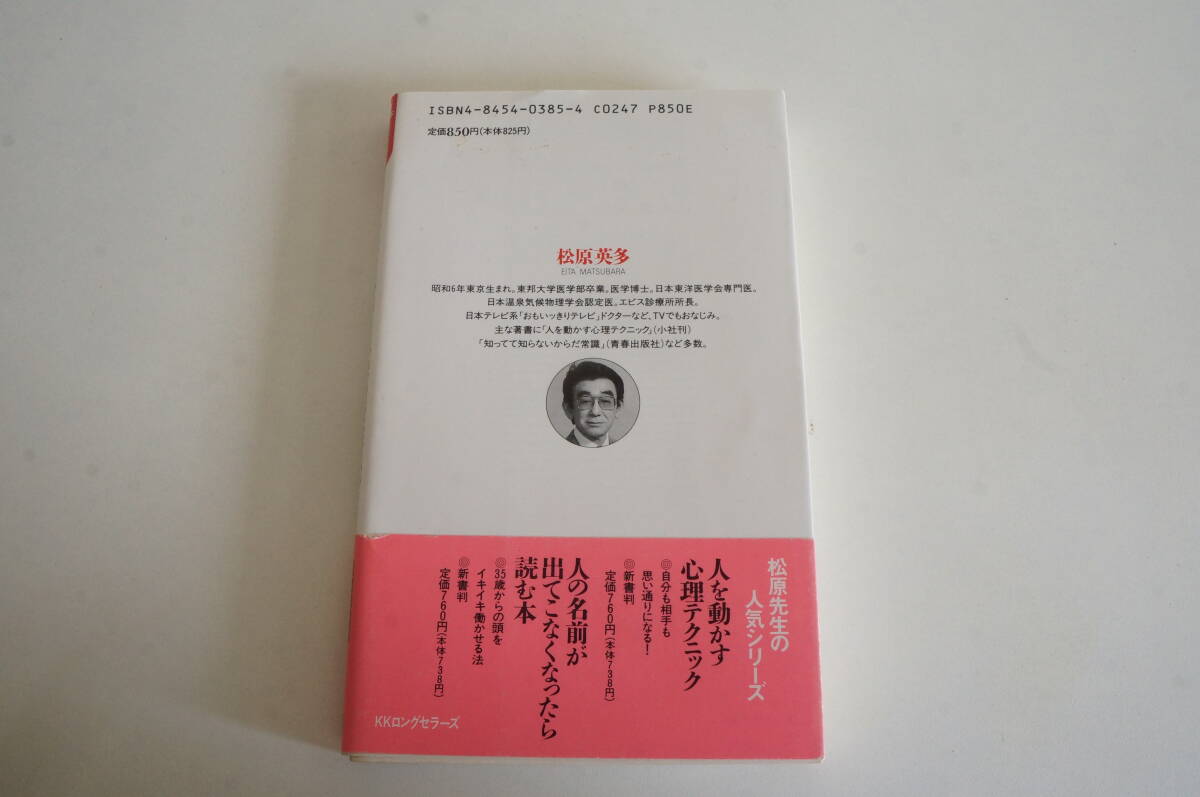 ISBN4-8454-0385-4 C0247 P850E
定価850円(本体825円)
松原英多
EITA MATSUBARA
昭和6年東京生まれ。東邦大学医学部卒業。医学博士。日本東洋医学会専門医。
日本温泉気候物理学会認定医。エビス診療所所長。
日本テレビ系「おもいッきりテレビ」ドクターなど、TVでもおなじみ。
主な著書に「人を動かす心理テクニック」(小社刊)
「知ってて知らないからだ常識」(青春出版社)など多数。
松原先生の
人気シリーズ
人を動かす
心理テクニック
◎自分も相手も
思い通りになる!
◎新書判
定価760円(本体738円)
人の名前が
出てこなくなったら
読む本
◎35歳からの頭を
イキイキ働かせる法
◎新書判
定価760円(本体738円)
KKロングセラーズ